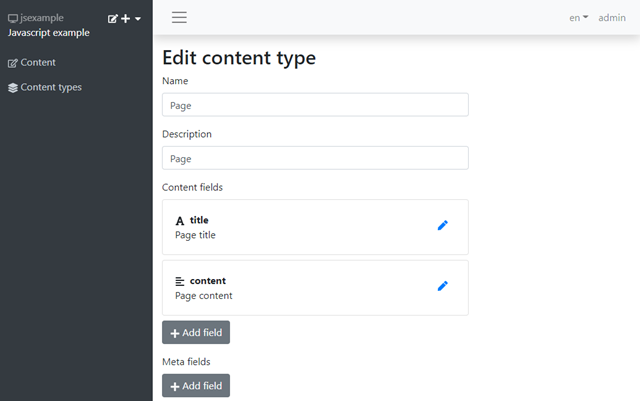 jsexample
Javascript example
Content
Content types
en
admin
Edit content type
Name
Page
Description
Page
Content fields
title
Page title
content
Page content
Add field
Meta fields
Add field